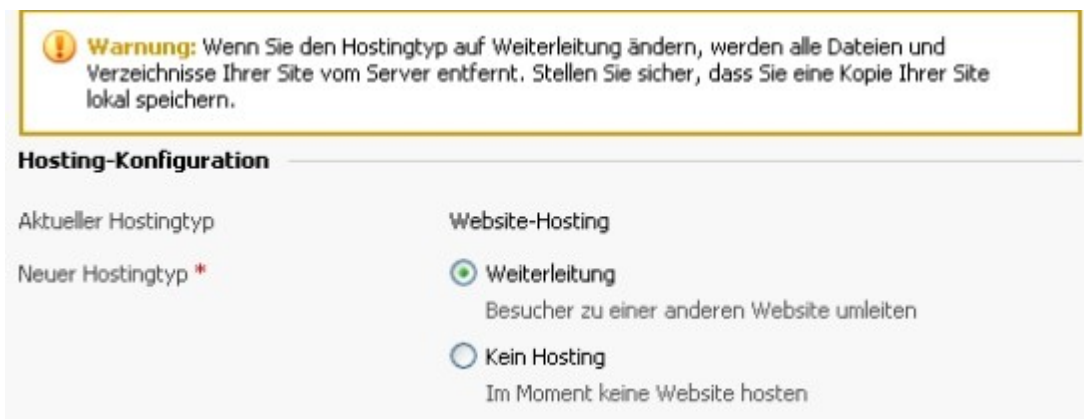 Warnung: Wenn Sie den Hostingtyp auf Weiterleitung ändern, werden alle Dateien und
Verzeichnisse Ihrer Site vom Server entfernt. Stellen Sie sicher, dass Sie eine Kopie Ihrer Site
lokal speichern.
Hosting-Konfiguration
Aktueller Hostingtyp Website-Hosting
Neuer Hostingtyp * Weiterleitung
Besucher zu einer anderen Website umleiten
Kein Hosting
Im Moment keine Website hosten